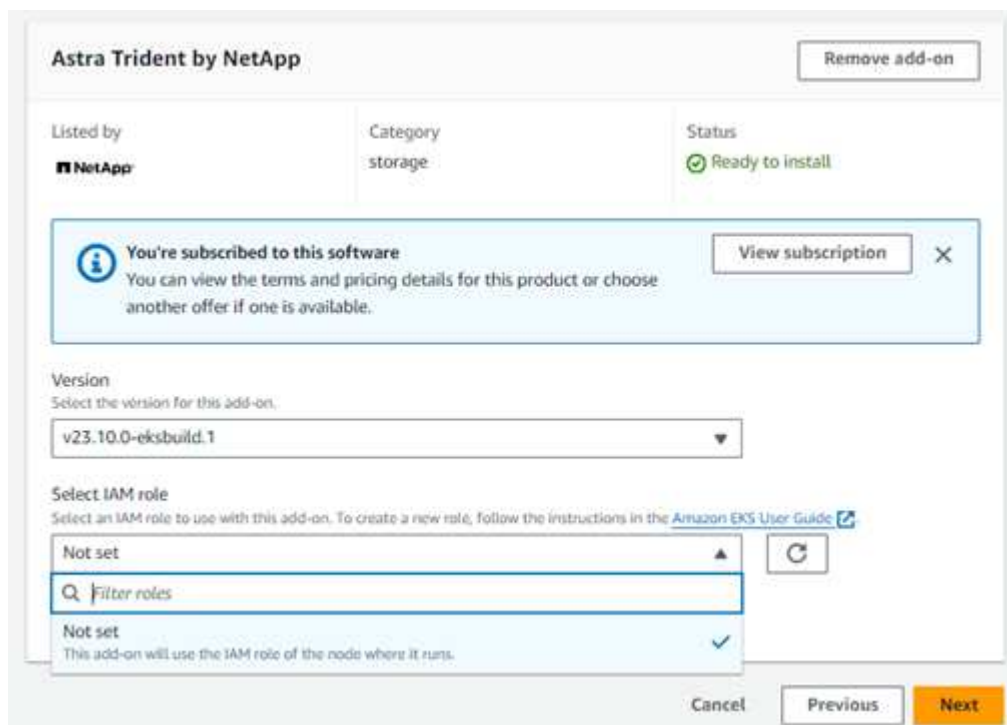 Astra Trident by NetApp
Remove add-on
Listed by
NetApp
Category
storage
Status
Ready to install
You're subscribed to this software
You can view the terms and pricing details for this product or choose
another offer if one is available.
View subscription
Version
Select the version for this add-on.
v23.10.0-eksbuild.1
Select IAM role
Select an IAM role to use with this add-on. To create a new role, follow the instructions in the Amazon EKS User Guide.
Not set
Filter roles
Not set
This add-on will use the IAM role of the node where it runs.
Cancel
Previous
Next